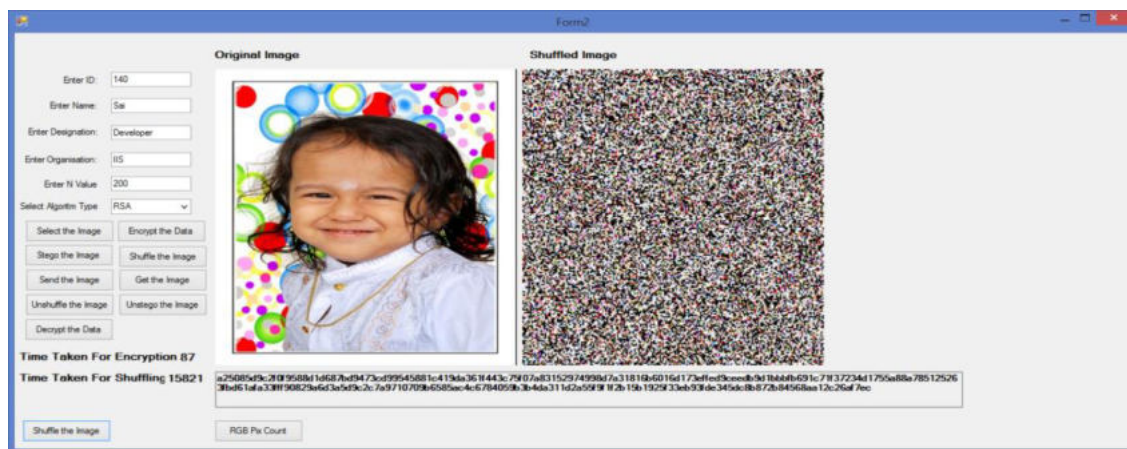 Form2
Original Image
Shuffled Image
Enter ID: 140
Enter Name: Sai
Enter Designation: Developer
Enter Organisation: IIS
Enter N Value 200
Select Algoritm Type RSA
Select the Image Encrypt the Data
Stego the Image Shuffle the Image
Send the Image Get the Image
Unshuffle the Image Unstego the Image
Decrypt the Data
Time Taken For Encryption 87
Time Taken For Shuffling 15821
Shuffle the Image RGB Pix Count